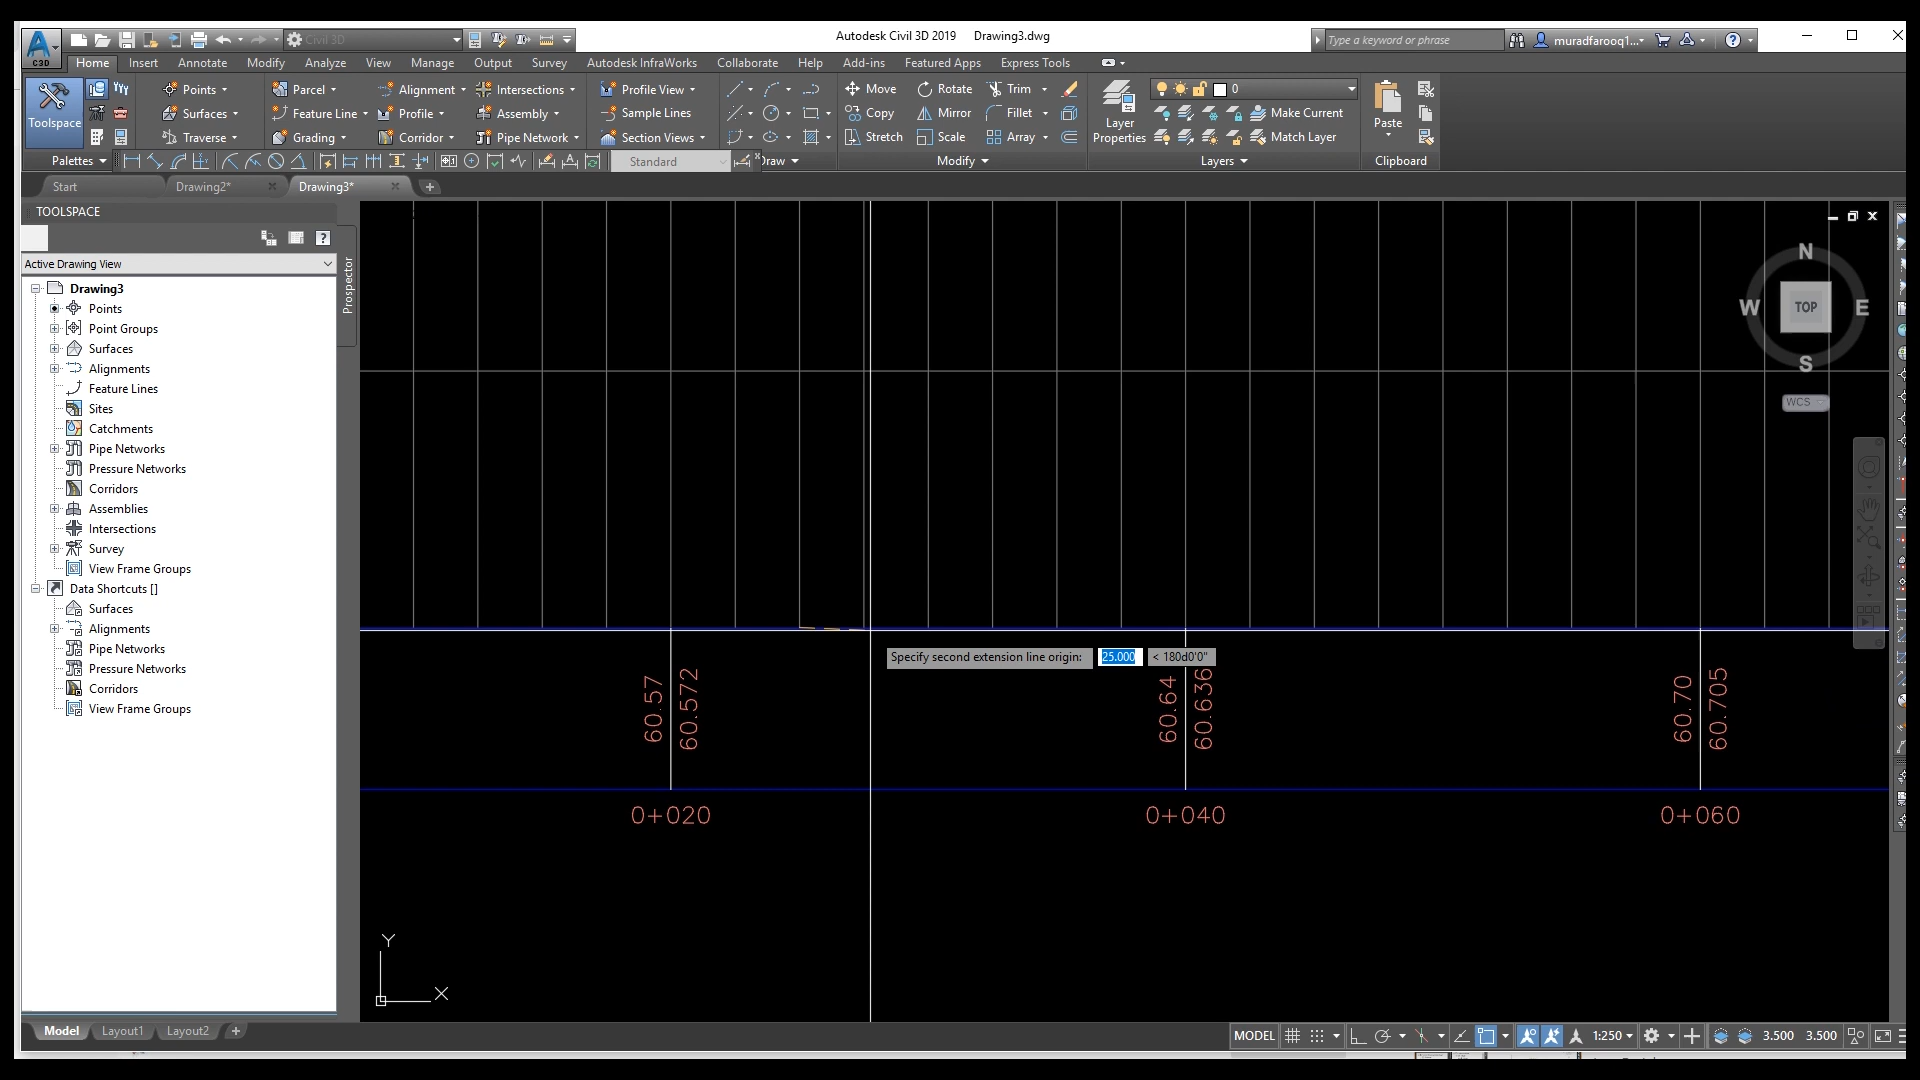 Autodesk Civil 3D 2019 Drawing3.dwg
Type a keyword or phrase
muradfarooq1...
Civil 3D
C3D
Home Insert Annotate Modify Analyze View Manage Output Survey Autodesk InfraWorks Collaborate Help Add-ins Featured Apps Express Tools
Toolspace
Points
Surfaces
Traverse
Parcel
Feature Line
Grading
Alignment
Profile
Corridor
Intersections
Assembly
Pipe Network
Profile View
Sample Lines
Section Views
Move
Copy
Stretch
Rotate
Mirror
Scale
Trim
Fillet
Array
Layer
Properties
0
Make Current
Match Layer
Paste
Palettes
Standard
Draw
Modify
Layers
Clipboard
Start
Drawing2*
Drawing3*
TOOLSPACE
Active Drawing View
Prospector
Drawing3
Points
Point Groups
Surfaces
Alignments
Feature Lines
Sites
Catchments
Pipe Networks
Pressure Networks
Corridors
Assemblies
Intersections
Survey
View Frame Groups
Data Shortcuts []
Surfaces
Alignments
Pipe Networks
Pressure Networks
Corridors
View Frame Groups
N
W
TOP
E
S
WCS
Specify second extension line origin: 25.000 < 180d0'0"
60.57
60.572
60.64
60.636
60.70
60.705
0+020
0+040
0+060
Y
X
Model Layout1 Layout2
MODEL
1:250
3.500 3.500